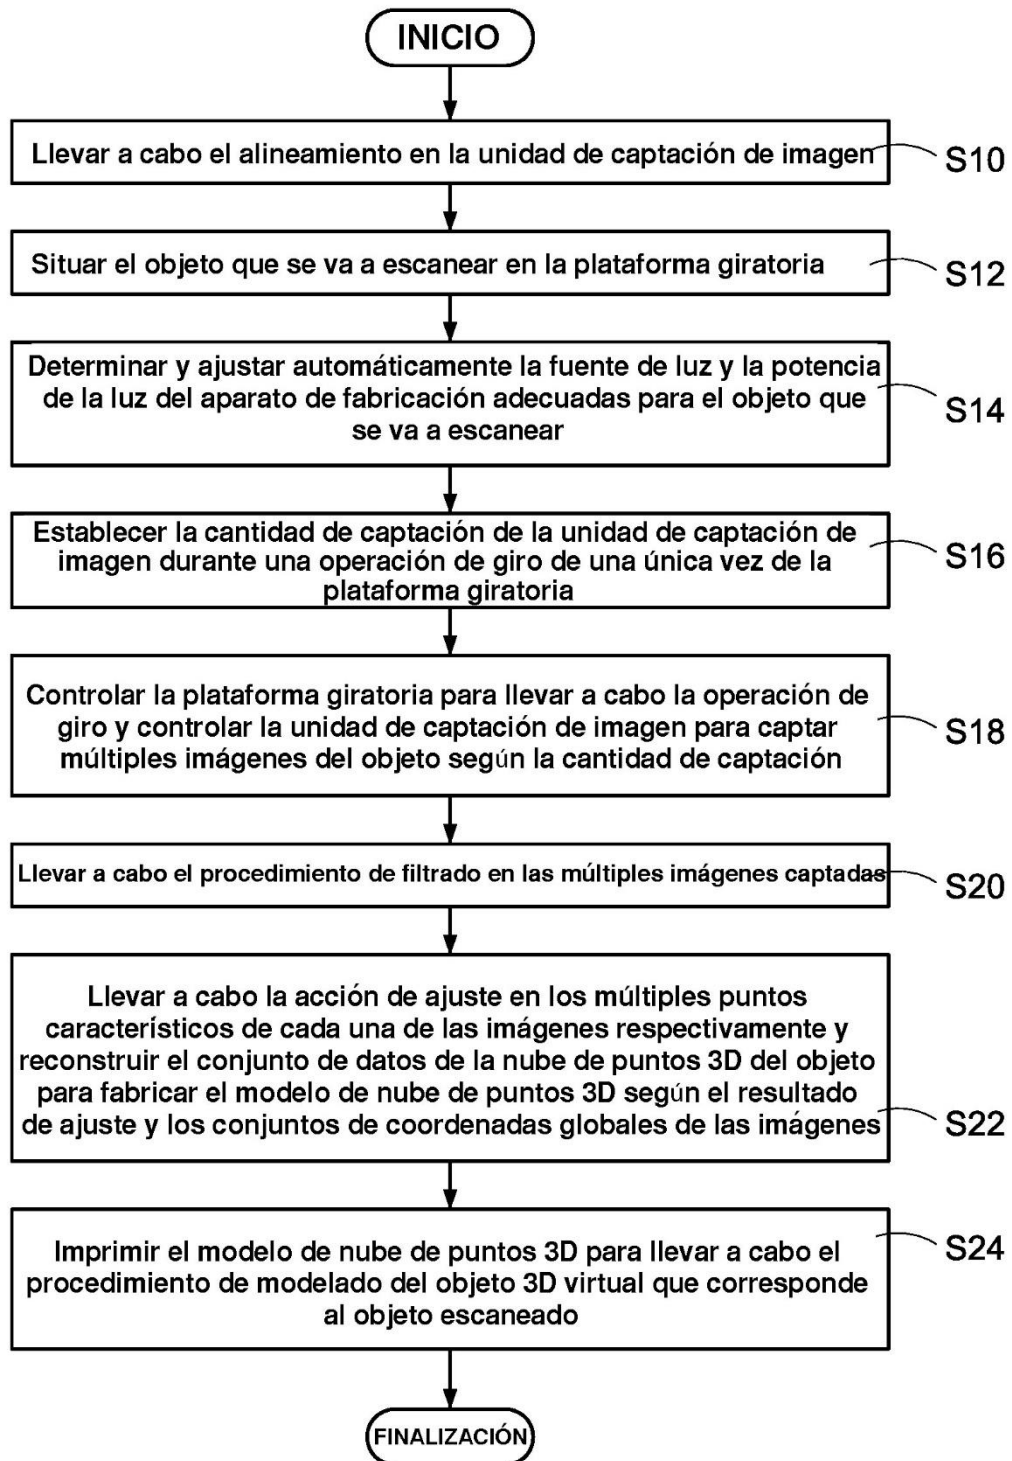 INICIO
Llevar a cabo el alineamiento en la unidad de captación de imagen
S10
Situar el objeto que se va a escanear en la plataforma giratoria
S12
Determinar y ajustar automáticamente la fuente de luz y la potencia
de la luz del aparato de fabricación adecuadas para el objeto que
se va a escanear
S14
Establecer la cantidad de captación de la unidad de captación de
imagen durante una operación de giro de una única vez de la
plataforma giratoria
S16
Controlar la plataforma giratoria para llevar a cabo la operación de
giro y controlar la unidad de captación de imagen para captar
múltiples imágenes del objeto según la cantidad de captación
S18
Llevar a cabo el procedimiento de filtrado en las múltiples imágenes captadas
S20
Llevar a cabo la acción de ajuste en los múltiples puntos
característicos de cada una de las imágenes respectivamente y
reconstruir el conjunto de datos de la nube de puntos 3D del objeto
para fabricar el modelo de nube de puntos 3D según el resultado
de ajuste y los conjuntos de coordenadas globales de las imágenes
S22
Imprimir el modelo de nube de puntos 3D para llevar a cabo el
procedimiento de modelado del objeto 3D virtual que corresponde
al objeto escaneado
S24
FINALIZACIÓN